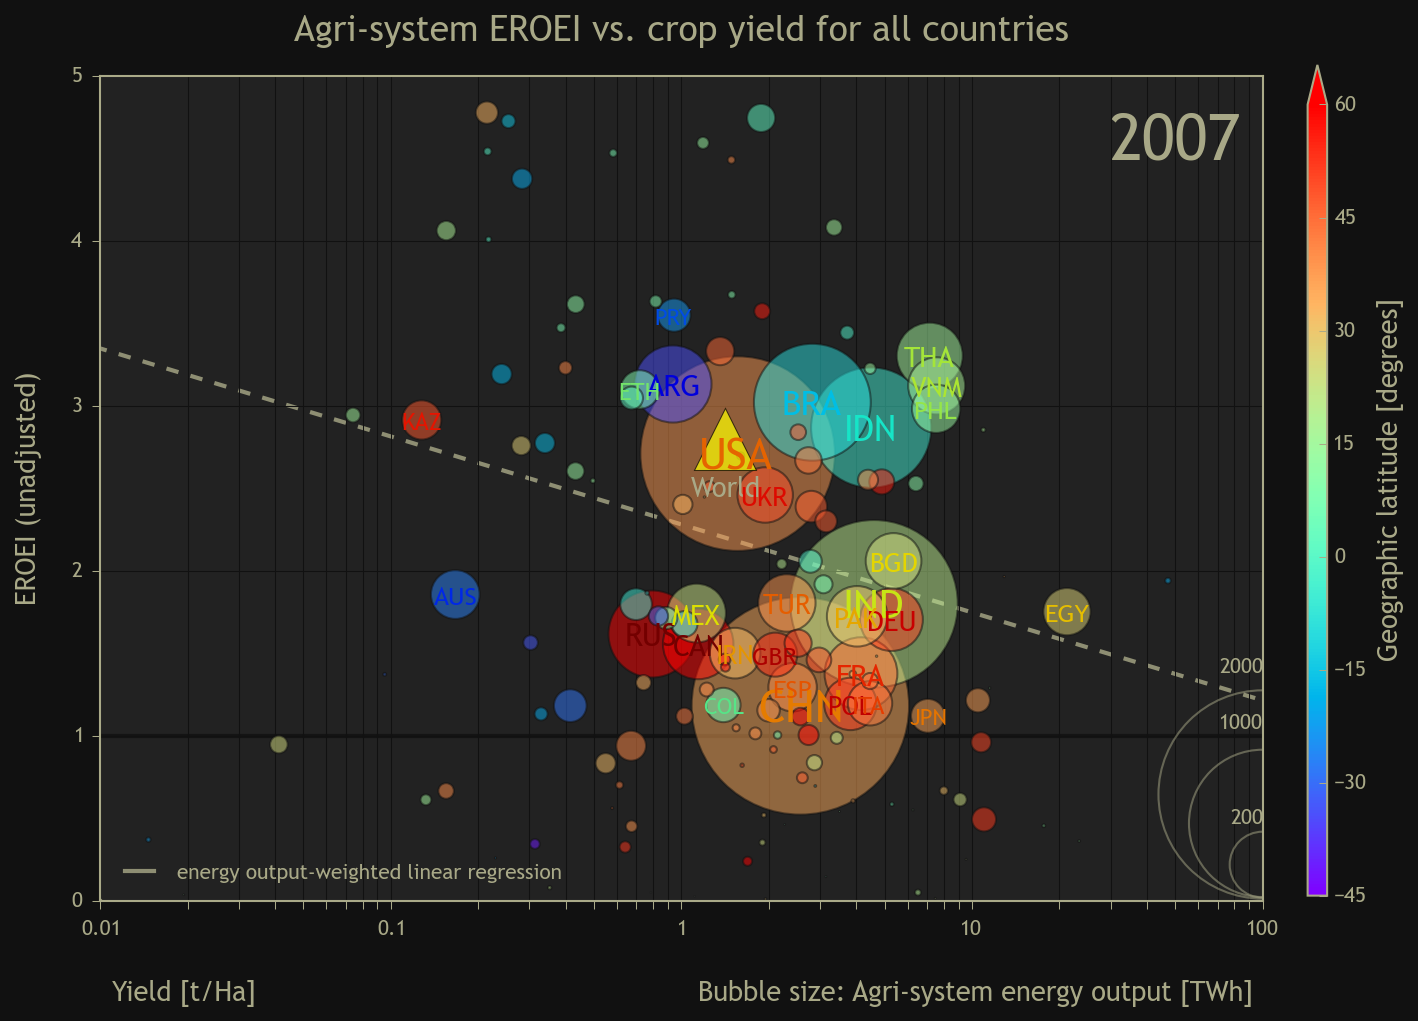 Agri-system EROEI vs. crop yield for all countries
2007
EROEI (unadjusted)
5
4
3
2
1
0
0.01
0.1
1
10
100
Yield [t/Ha]
Bubble size: Agri-system energy output [TWh]
energy output-weighted linear regression
2000
1000
200
Geographic latitude [degrees]
60
45
30
15
0
−15
−30
−45
PRY
THA
ETH
ARG
VNM
KAZ
BRA
PHL
IDN
USA
World
UKR
BGD
AUS
TUR
IND
EGY
MEX
PAK
DEU
RUS
CAN
IRN
GBR
FRA
ESP
COL
CHN
POL
ITA
JPN